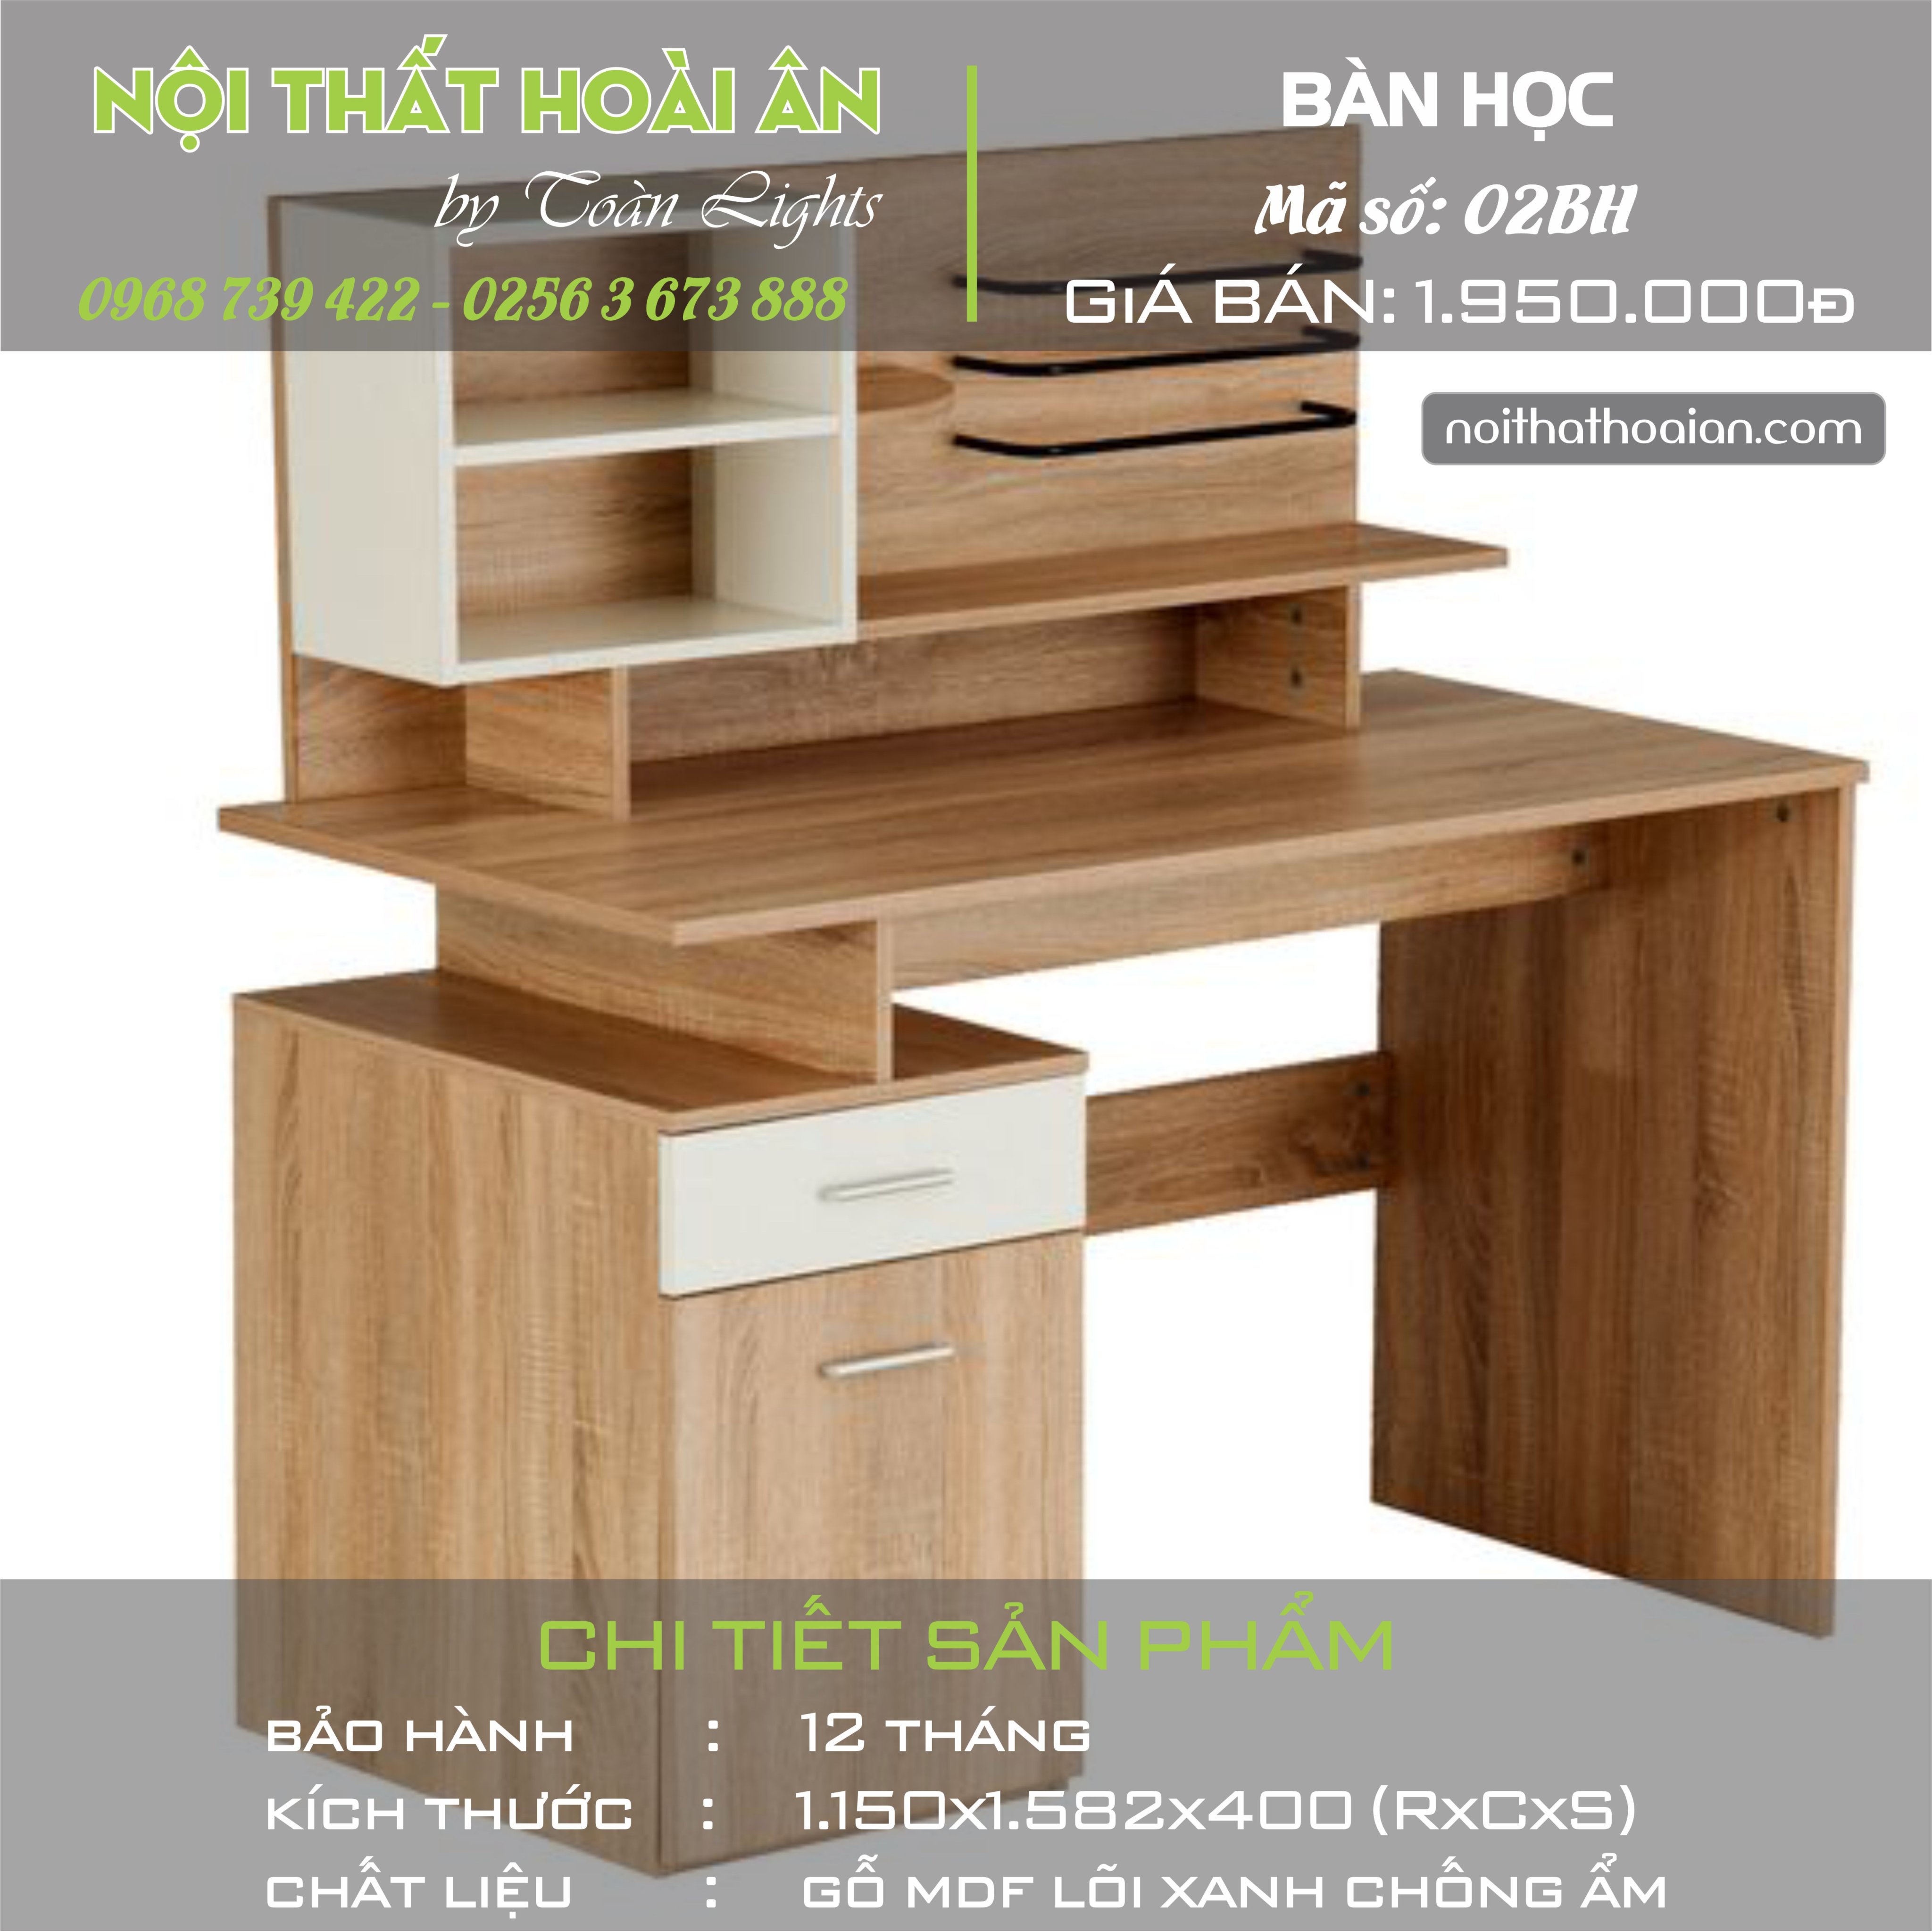 NỘI THẤT HOÀI ÂN
by Toàn Lights
0968 739 422 - 0256 3 673 888
BÀN HỌC
Mã số: 02BH
GIÁ BÁN: 1.950.000Đ
noithathoaian.com
CHI TIẾT SẢN PHẨM
BẢO HÀNH : 12 THÁNG
KÍCH THƯỚC : 1.150x1.582x400 (RxCxS)
CHẤT LIỆU : GỖ MDF LÕI XANH CHỐNG ẨM